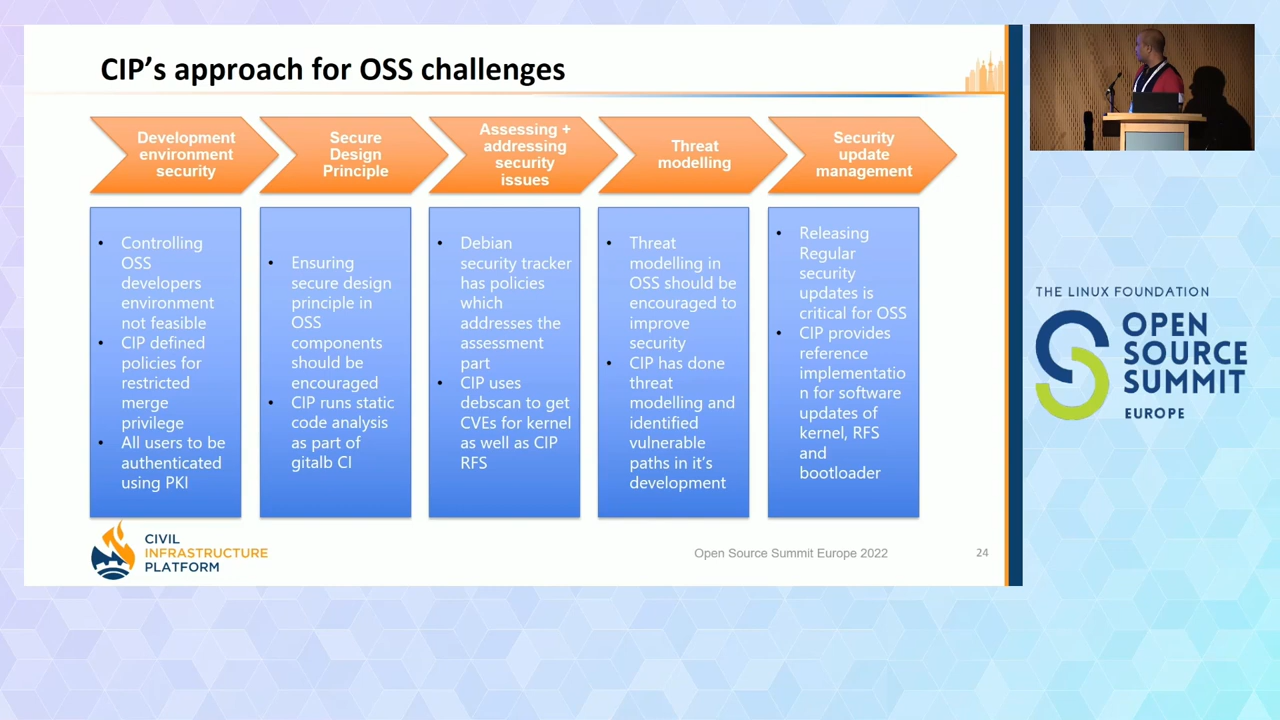 CIP's approach for OSS challenges
Development
environment
security
Secure
Design
Principle
Assessing +
addressing
security
issues
Threat
modelling
Security
update
management
• Controlling
OSS
developers
environment
not feasible
• CIP defined
policies for
restricted
merge
privilege
• All users to be
authenticated
using PKI
• Ensuring
secure design
principle in
OSS
components
should be
encouraged
• CIP runs static
code analysis
as part of
gitalb CI
• Debian
security tracker
has policies
which
addresses the
assessment
part
• CIP uses
debscan to get
CVEs for kernel
as well as CIP
RFS
• Threat
modelling in
OSS should be
encouraged to
improve
security
• CIP has done
threat
modelling and
identified
vulnerable
paths in it's
development
• Releasing
Regular
security
updates is
critical for OSS
• CIP provides
reference
implementatio
n for software
updates of
kernel, RFS
and
bootloader
CIVIL
INFRASTRUCTURE
PLATFORM
Open Source Summit Europe 2022
24
THE LINUX FOUNDATION
OPEN
SOURCE
SUMMIT
EUROPE